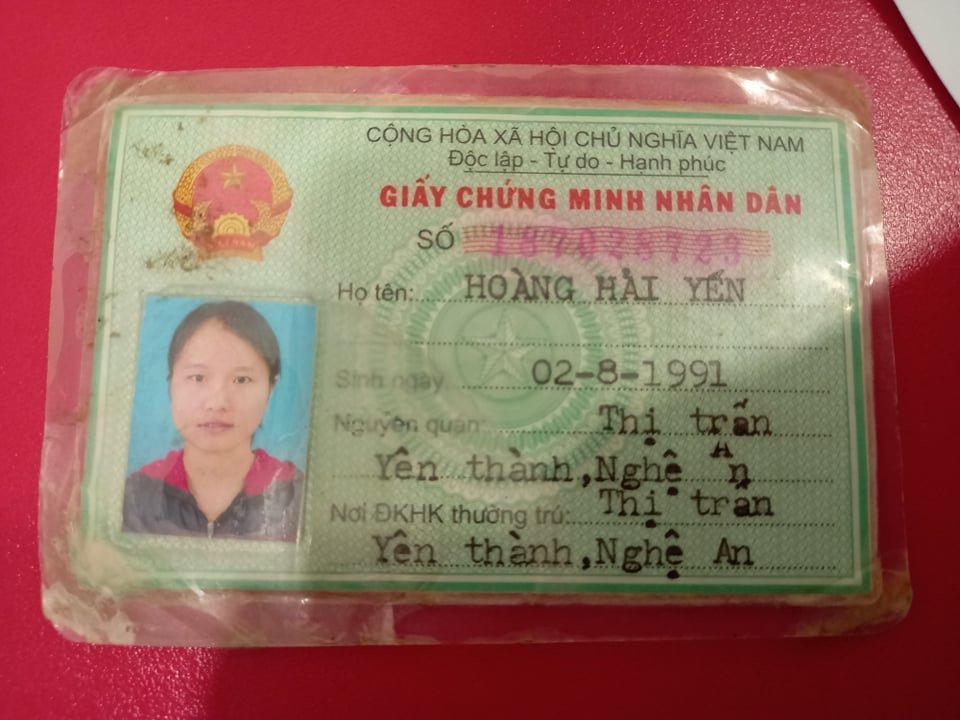 CỘNG HÒA XÃ HỘI CHỦ NGHĨA VIỆT NAM
Độc lập - Tự do - Hạnh phúc
GIẤY CHỨNG MINH NHÂN DÂN
SỐ 187028723
Họ tên: HOÀNG HẢI YẾN
Sinh ngày 02-8-1991
Nguyên quán: Thị trấn
Yên thành,Nghệ An
Nơi ĐKHK thường trú: Thị trấn
Yên thành,Nghệ An